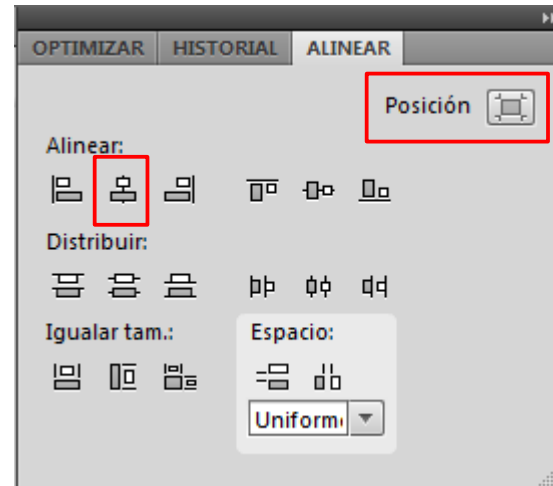 OPTIMIZAR HISTORIAL ALINEAR
Posición
Alinear:
Distribuir:
Igualar tam.: Espacio:
Uniform